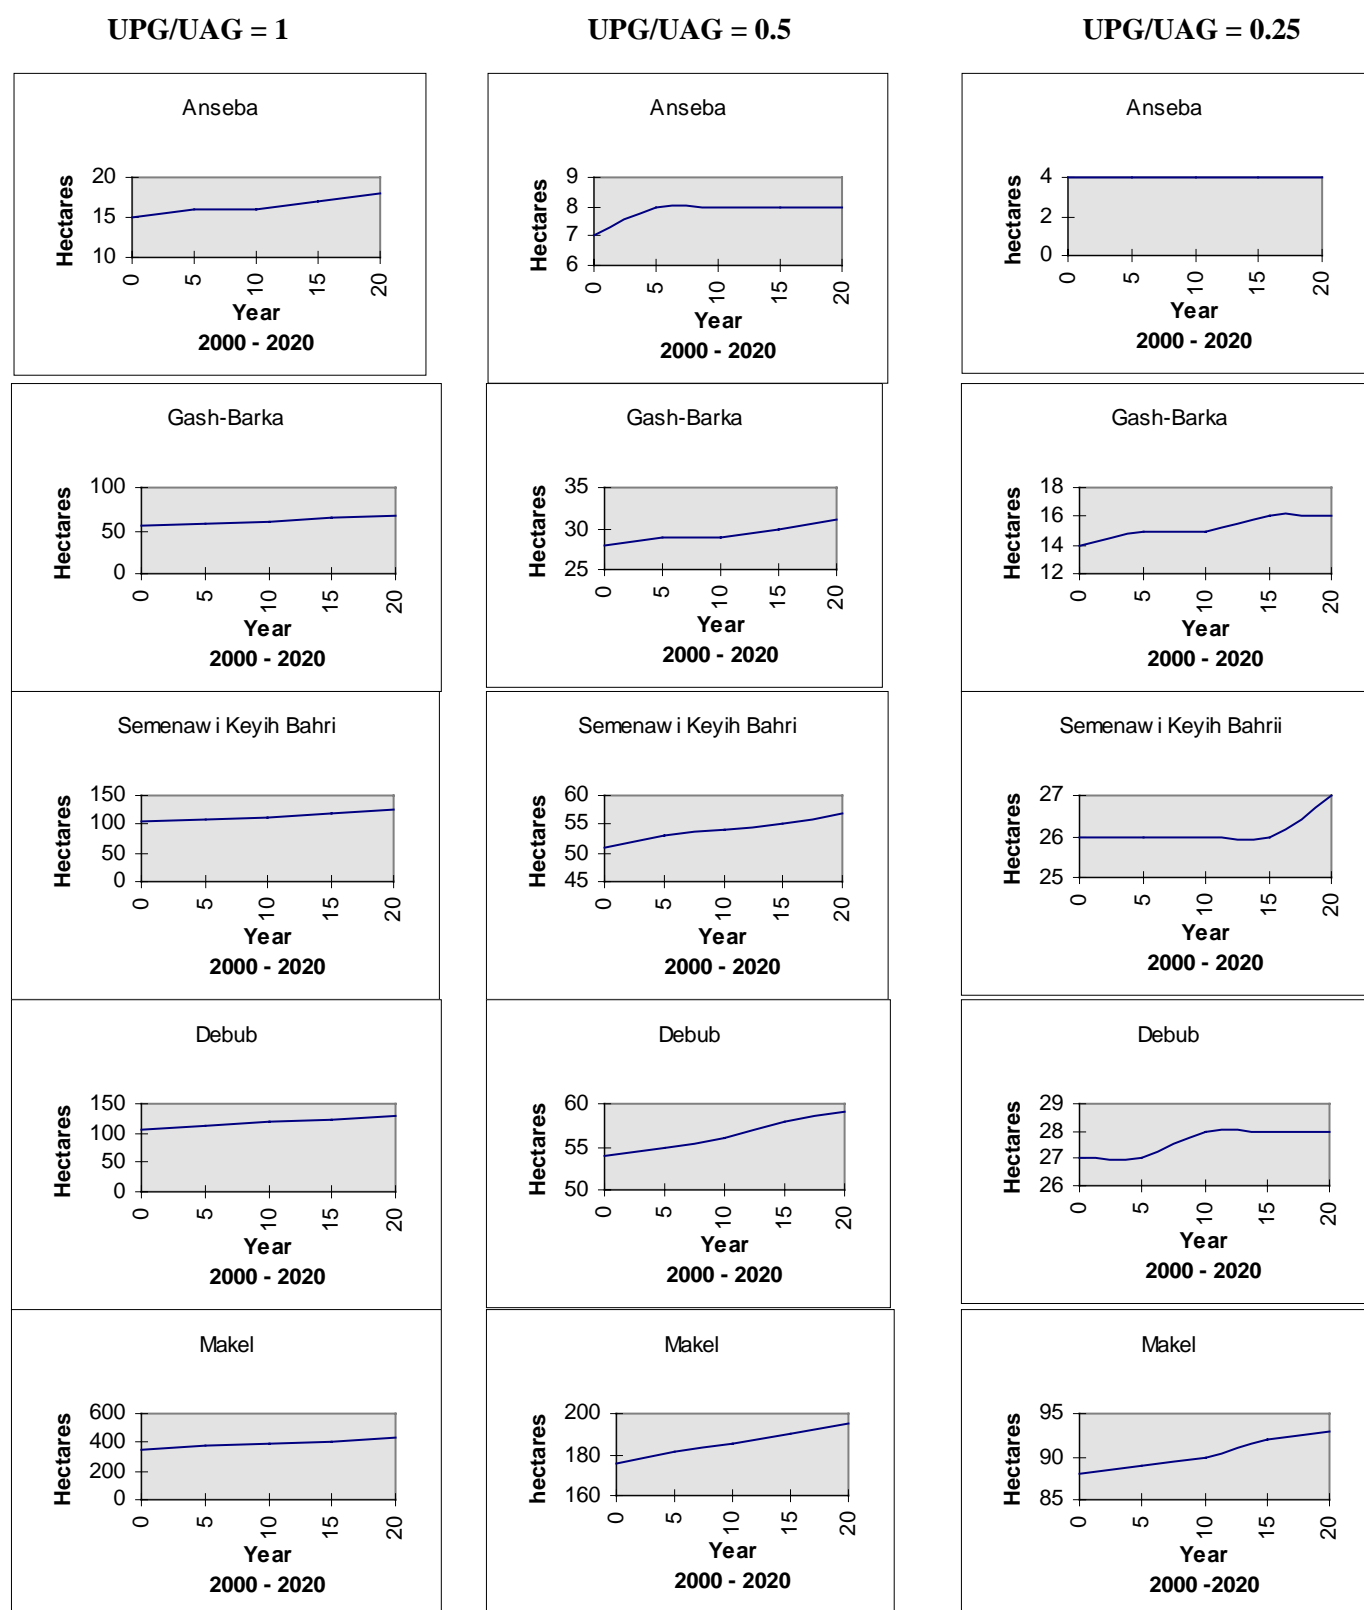 UPG/UAG = 1
UPG/UAG = 0.5
UPG/UAG = 0.25
Anseba
Hectares
20
15
10
0 5 10 15 20
Year
2000 - 2020
Anseba
Hectares
9
8
7
6
0 5 10 15 20
Year
2000 - 2020
Anseba
hectares
4
2
0
0 5 10 15 20
Year
2000 - 2020
Gash-Barka
Hectares
100
50
0
0 5 10 15 20
Year
2000 - 2020
Gash-Barka
Hectares
35
30
25
0 5 10 15 20
Year
2000 - 2020
Gash-Barka
Hectares
18
16
14
12
0 5 10 15 20
Year
2000 - 2020
Semenaw i Keyih Bahri
Hectares
150
100
50
0
0 5 10 15 20
Year
2000 - 2020
Semenaw i Keyih Bahri
Hectares
60
55
50
45
0 5 10 15 20
Year
2000 - 2020
Semenaw i Keyih Bahrii
Hectares
27
26
25
0 5 10 15 20
Year
2000 - 2020
Debub
Hectares
150
100
50
0
0 5 10 15 20
Year
2000 - 2020
Debub
Hectares
60
55
50
0 5 10 15 20
Year
2000 - 2020
Debub
Hectares
29
28
27
26
0 5 10 15 20
Year
2000 - 2020
Makel
Hectares
600
400
200
0
0 5 10 15 20
Year
2000 - 2020
Makel
hectares
200
180
160
0 5 10 15 20
Year
2000 - 2020
Makel
Hectares
95
90
85
0 5 10 15 20
Year
2000 -2020